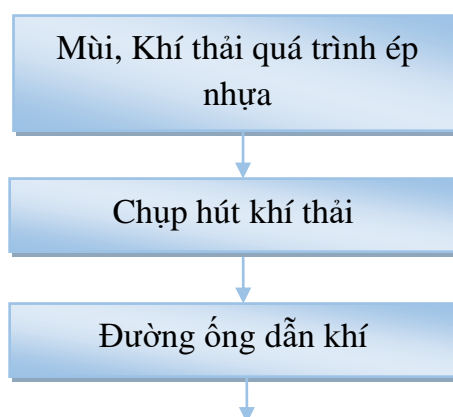 Mùi, Khí thải quá trình ép
nhựa
Chụp hút khí thải
Đường ống dẫn khí